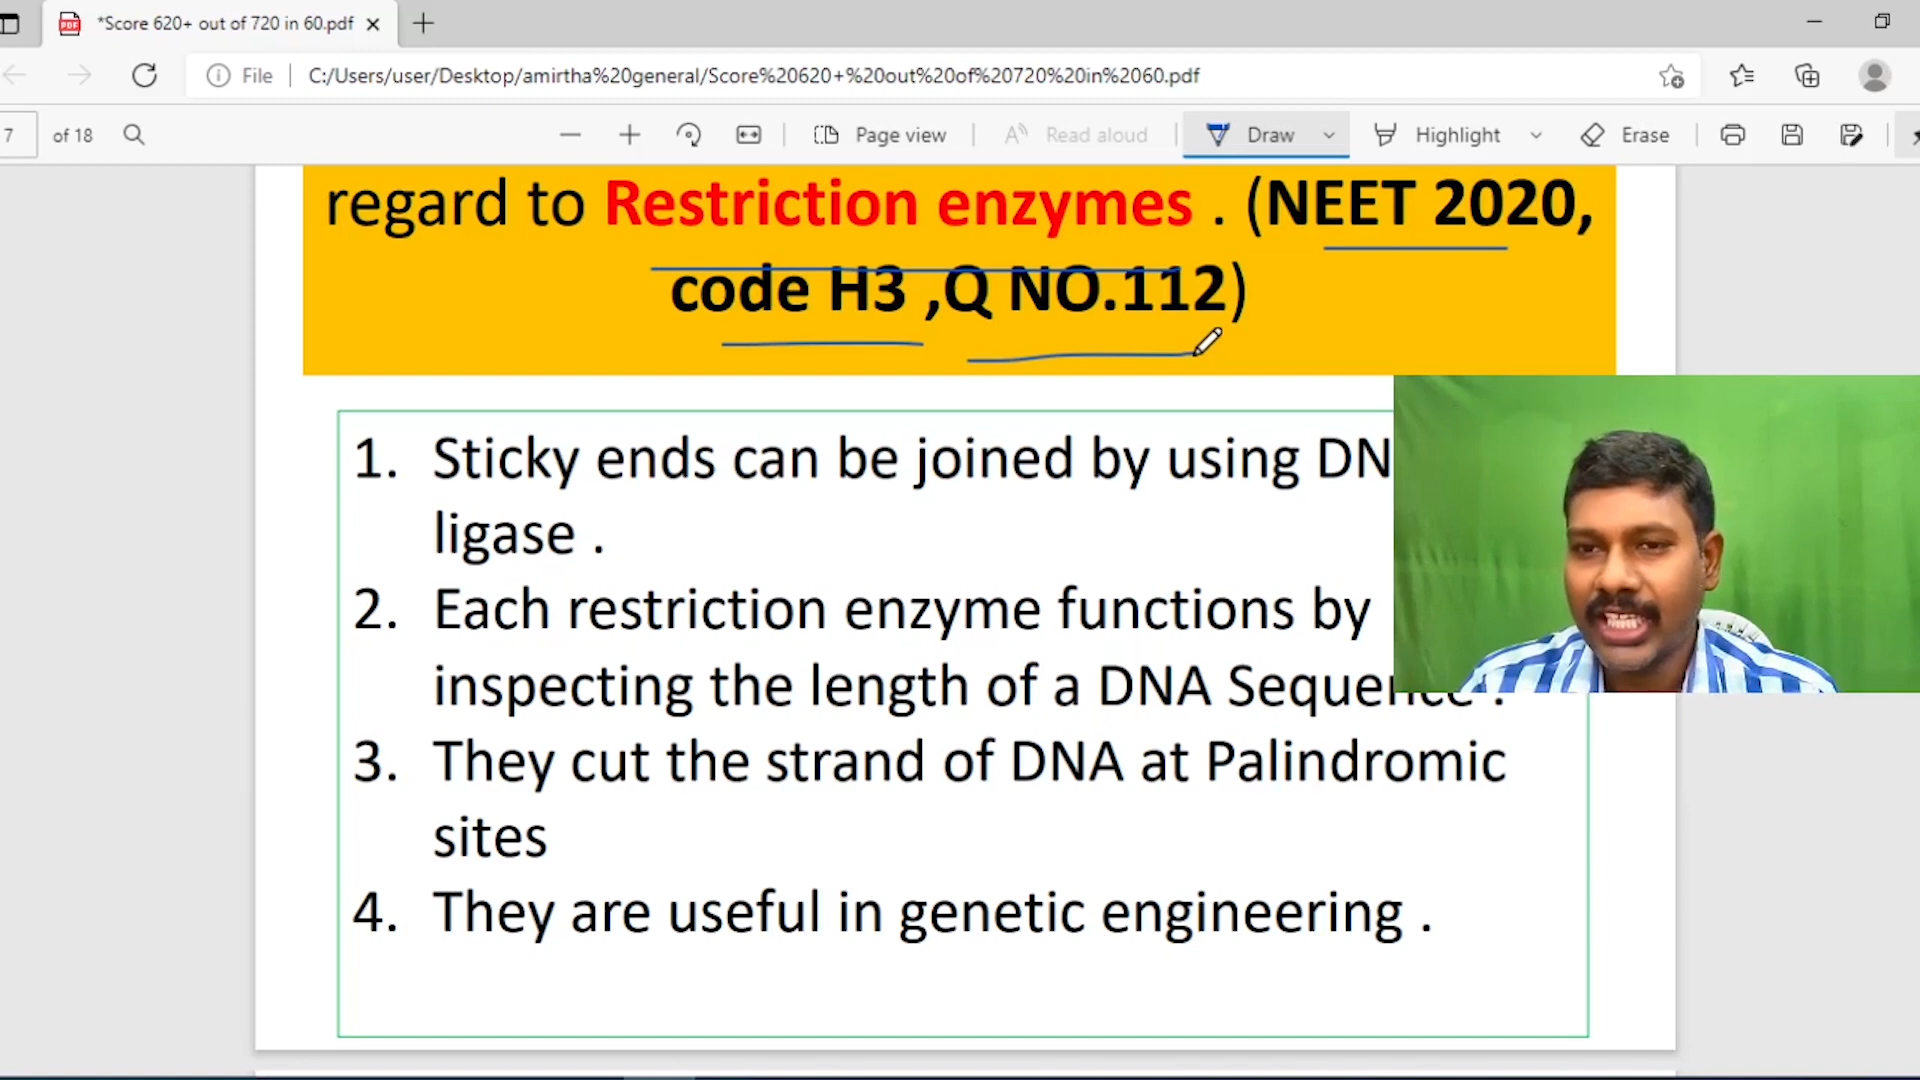 *Score 620+ out of 720 in 60.pdf
File
C:/Users/user/Desktop/amirtha%20general/Score%20620+%20out%20of%20720%20in%2060.pdf
7 of 18
Page view
Read aloud
Draw
Highlight
Erase
regard to Restriction enzymes . (NEET 2020,
code H3 ,Q NO.112)
1. Sticky ends can be joined by using DN
ligase .
2. Each restriction enzyme functions by
inspecting the length of a DNA Sequence .
3. They cut the strand of DNA at Palindromic
sites
4. They are useful in genetic engineering .